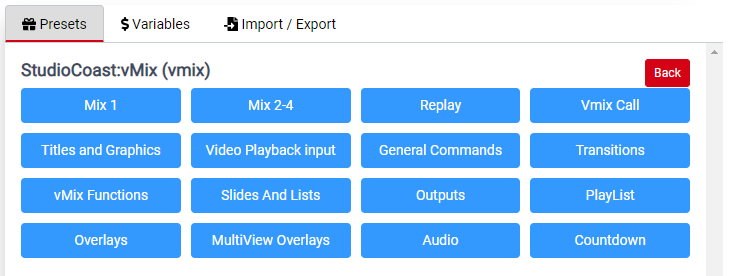 Presets
Variables
Import / Export
StudioCoast:vMix (vmix)
Back
Mix 1
Mix 2-4
Replay
Vmix Call
Titles and Graphics
Video Playback input
General Commands
Transitions
vMix Functions
Slides And Lists
Outputs
PlayList
Overlays
MultiView Overlays
Audio
Countdown